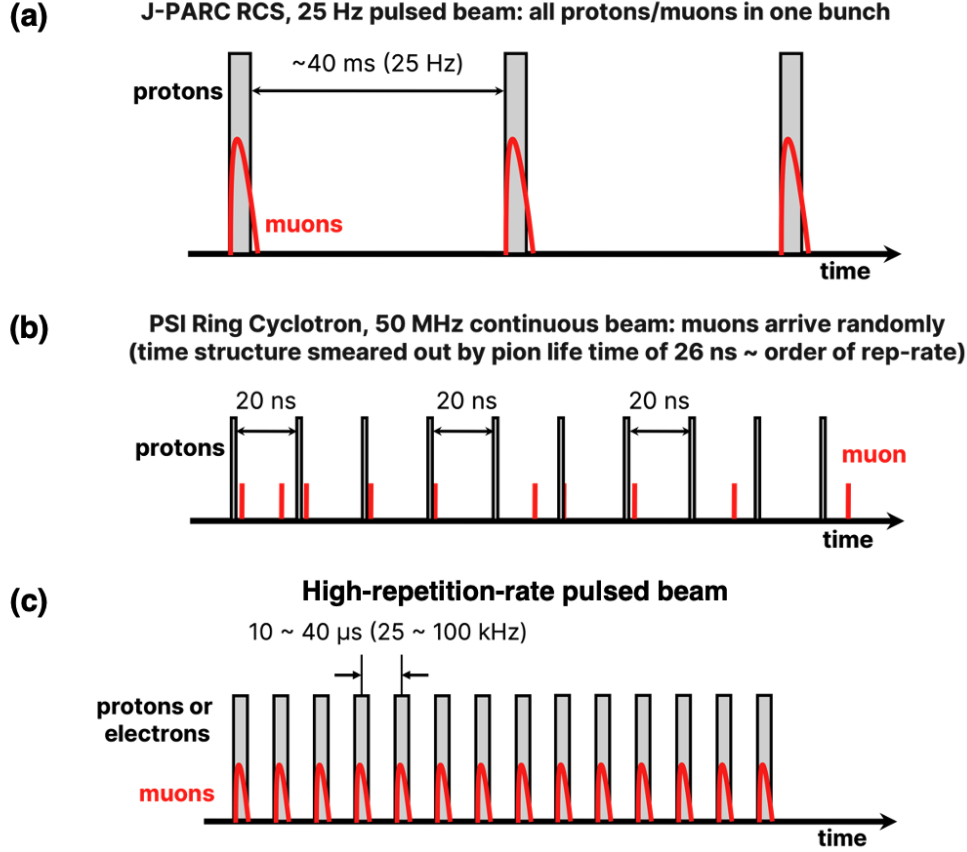 (a)
J-PARC RCS, 25 Hz pulsed beam: all protons/muons in one bunch
~40 ms (25 Hz)
protons
muons
time
(b)
PSI Ring Cyclotron, 50 MHz continuous beam: muons arrive randomly
(time structure smeared out by pion life time of 26 ns ~ order of rep-rate)
20 ns
20 ns
20 ns
protons
muon
time
(c)
High-repetition-rate pulsed beam
10 ~ 40 μs (25 ~ 100 kHz)
protons or
electrons
muons
time